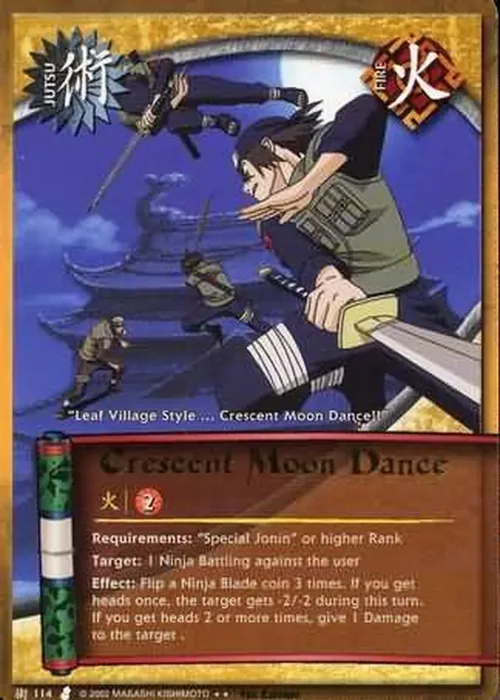 JUTSU
術
FIRE
火
"Leaf Village Style.... Crescent Moon Dance!!"
Crescent Moon Dance
火 2
Requirements: "Special Jonin" or higher Rank
Target: 1 Ninja Battling against the user
Effect: Flip a Ninja Blade coin 3 times. If you get
heads once, the target gets -2/-2 during this turn.
If you get heads 2 or more times, give 1 Damage
to the target .
術 114 © 2002 MASASHI KISHIMOTO ★★ 1st Edition